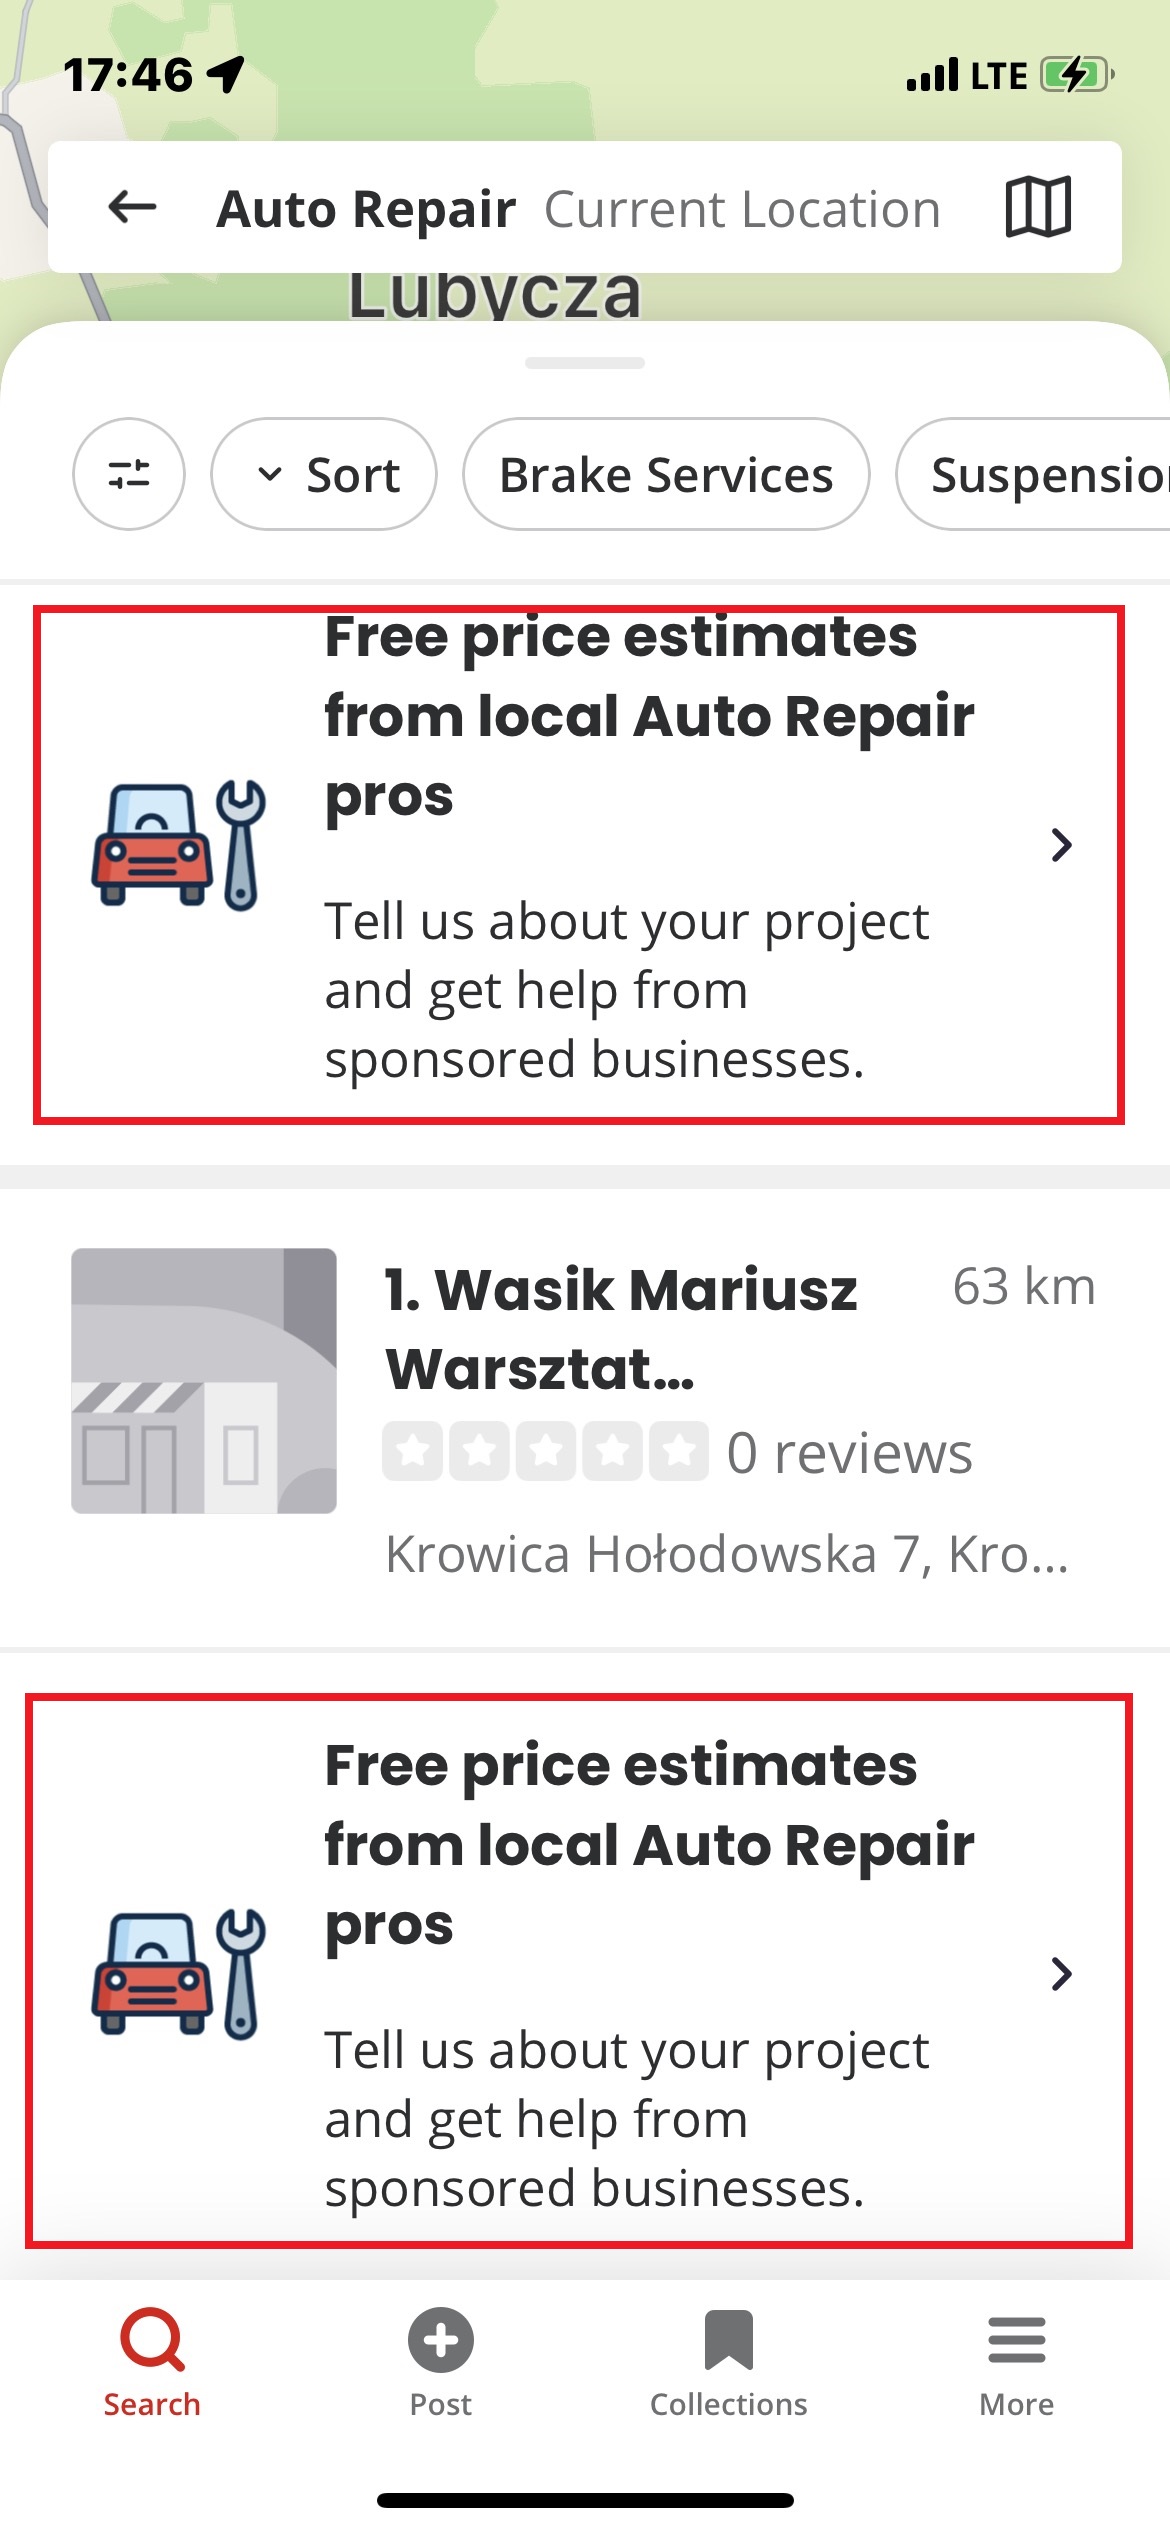 17:46
LTE
Auto Repair Current Location
Lubycza
Sort
Brake Services
Suspension
Free price estimates
from local Auto Repair
pros
Tell us about your project
and get help from
sponsored businesses.
1. Wasik Mariusz
Warsztat...
63 km
0 reviews
Krowica Hołodowska 7, Kro...
Free price estimates
from local Auto Repair
pros
Tell us about your project
and get help from
sponsored businesses.
Search
Post
Collections
More